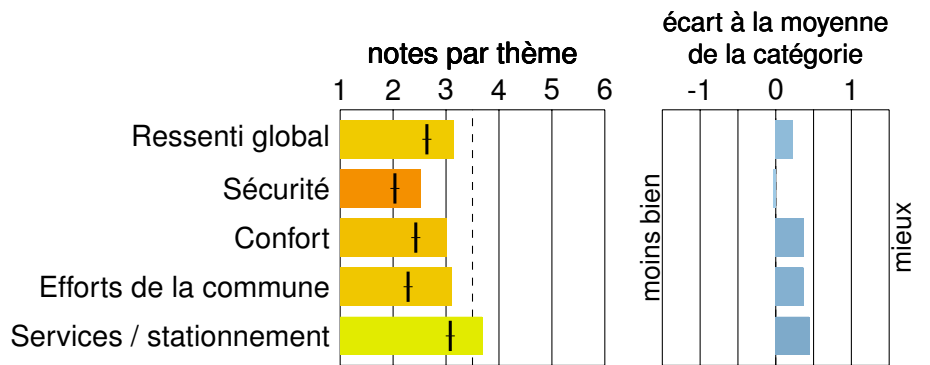 écart à la moyenne
de la catégorie
notes par thème
1 2 3 4 5 6
-1 0 1
Ressenti global
Sécurité
Confort
Efforts de la commune
Services / stationnement
moins bien
mieux